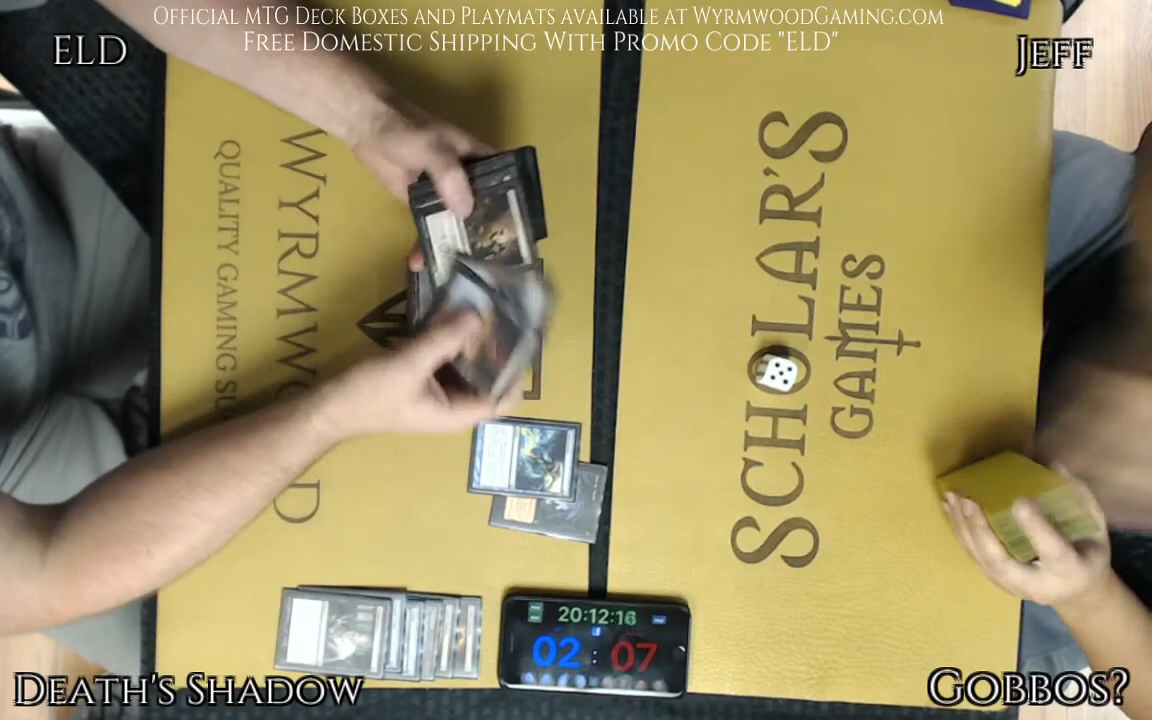 OFFICIAL MTG DECK BOXES AND PLAYMATS AVAILABLE AT WYRMWOODGAMING.COM
FREE DOMESTIC SHIPPING WITH PROMO CODE "ELD"
ELD
JEFF
WYRMWOOD
QUALITY GAMING SU
SCHOLAR'S
GAMES
20:12:16
02 : 07
DEATH'S SHADOW
GOBBOS?